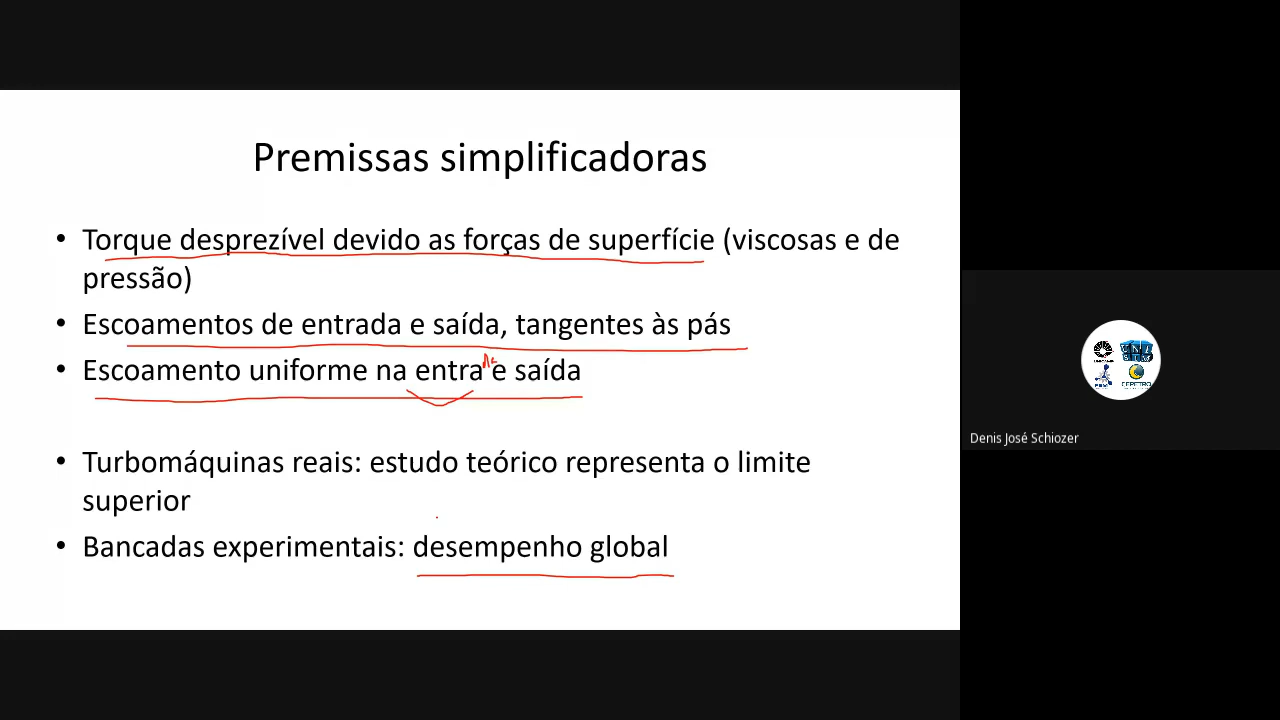 Premissas simplificadoras
• Torque desprezível devido as forças de superfície (viscosas e de
pressão)
• Escoamentos de entrada e saída, tangentes às pás
• Escoamento uniforme na entra e saída
• Turbomáquinas reais: estudo teórico representa o limite
superior
• Bancadas experimentais: desempenho global
Denis José Schiozer